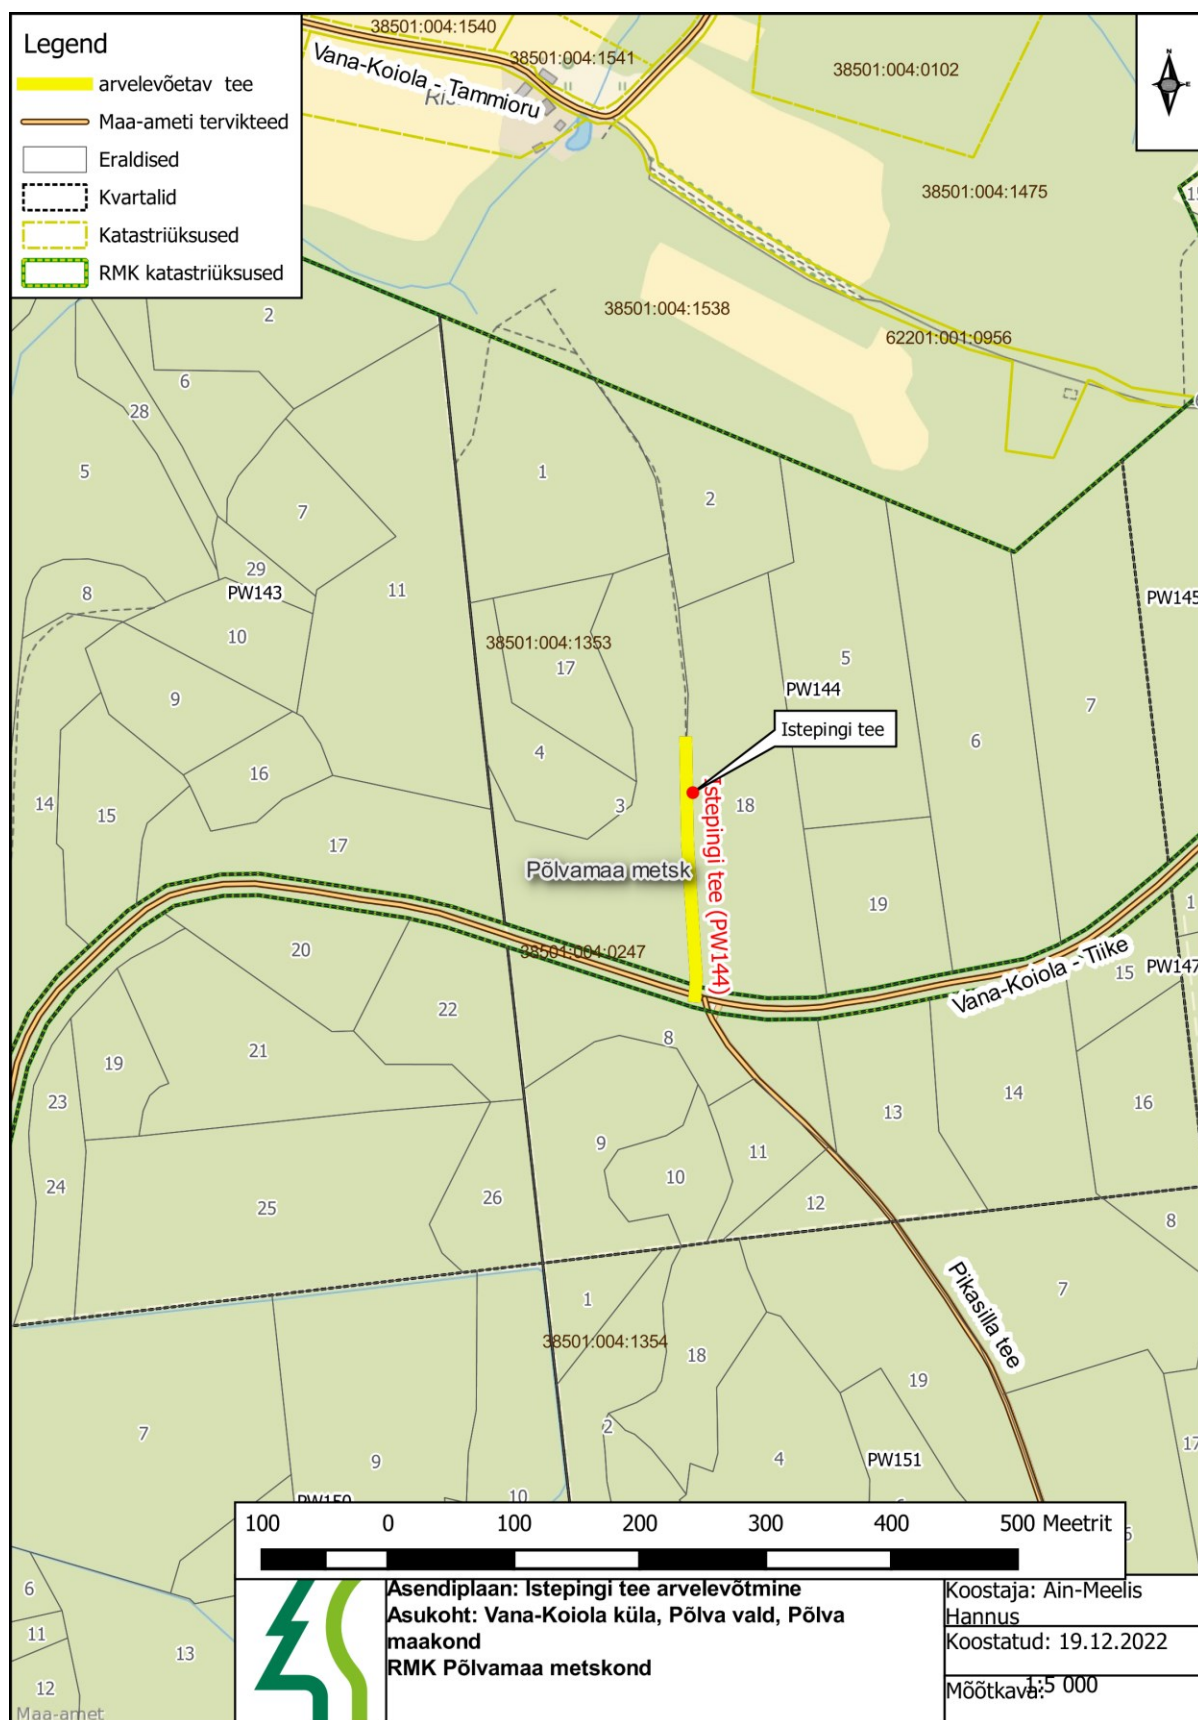 Legend
arvelevõetav tee
Maa-ameti tervikteed
Eraldised
Kvartalid
Katastriüksused
RMK katastriüksused
38501:004:1540
38501:004:1541
38501:004:0102
Vana-Koiola - Tammioru
38501:004:1475
38501:004:1538
62201:001:0956
2
6
28
5
7
1
2
29
8
PW143
11
PW145
10
38501:004:1353
17
5
PW144
9
7
Istepingi tee
6
4
16
14
15
3
18
17
Istepingi tee (PW144)
Põlvamaa metsk
19
1
20
38501:004:0247
Vana-Koiola - Tiike
15
PW147
22
8
21
19
23
14
13
16
9
11
10
24
26
12
25
8
7
1
Pikasilla tee
38501:004:1354
18
19
2
7
17
4
9
PW151
10
PW150
6
11
13
12
Maa-amet
100 0 100 200 300 400 500 Meetrit
Asendiplaan: Istepingi tee arvelevõtmine
Asukoht: Vana-Koiola küla, Põlva vald, Põlva
maakond
RMK Põlvamaa metskond
Koostaja: Ain-Meelis
Hannus
Koostatud: 19.12.2022
Mõõtkava: 1:5 000